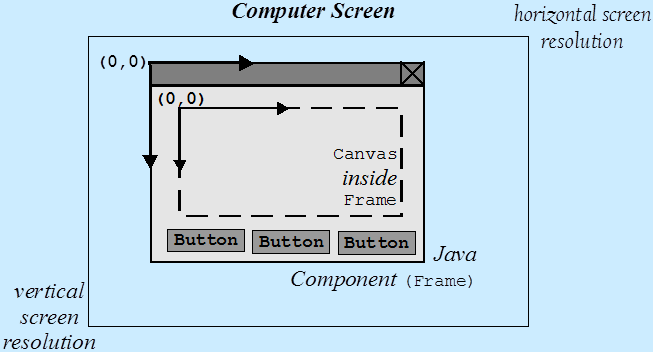 Computer Screen
horizontal screen
resolution
(0,0)
(0,0)
Canvas
inside
Frame
Button Button Button
Java
Component (Frame)
vertical
screen
resolution